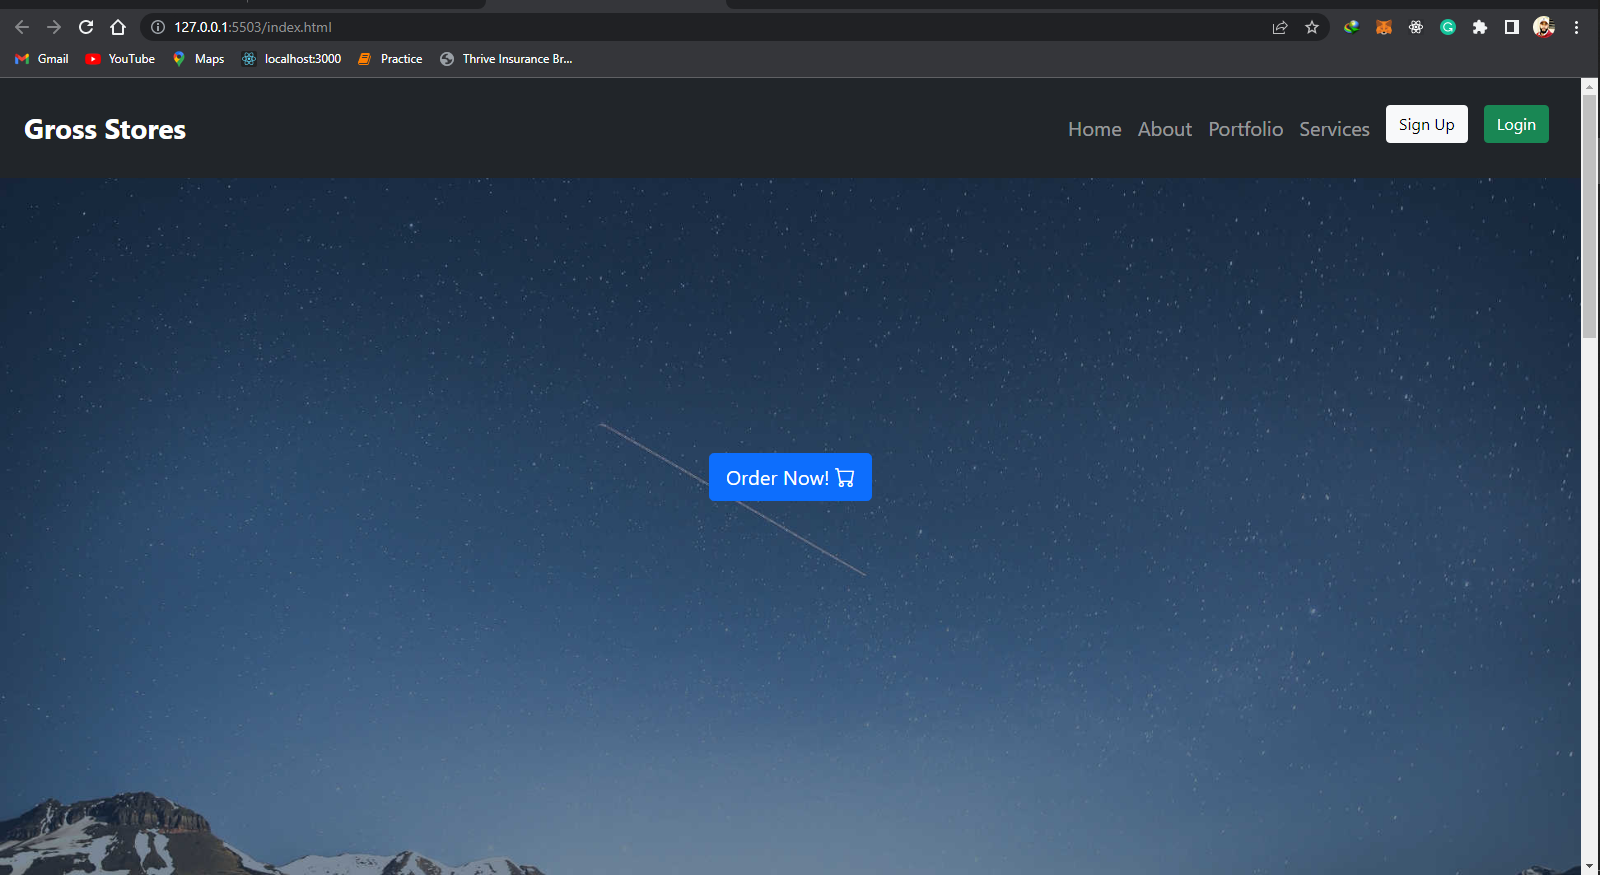 127.0.0.1:5503/index.html
Gmail YouTube Maps localhost:3000 Practice Thrive Insurance Br...
Gross Stores Home About Portfolio Services Sign Up Login
Order Now!